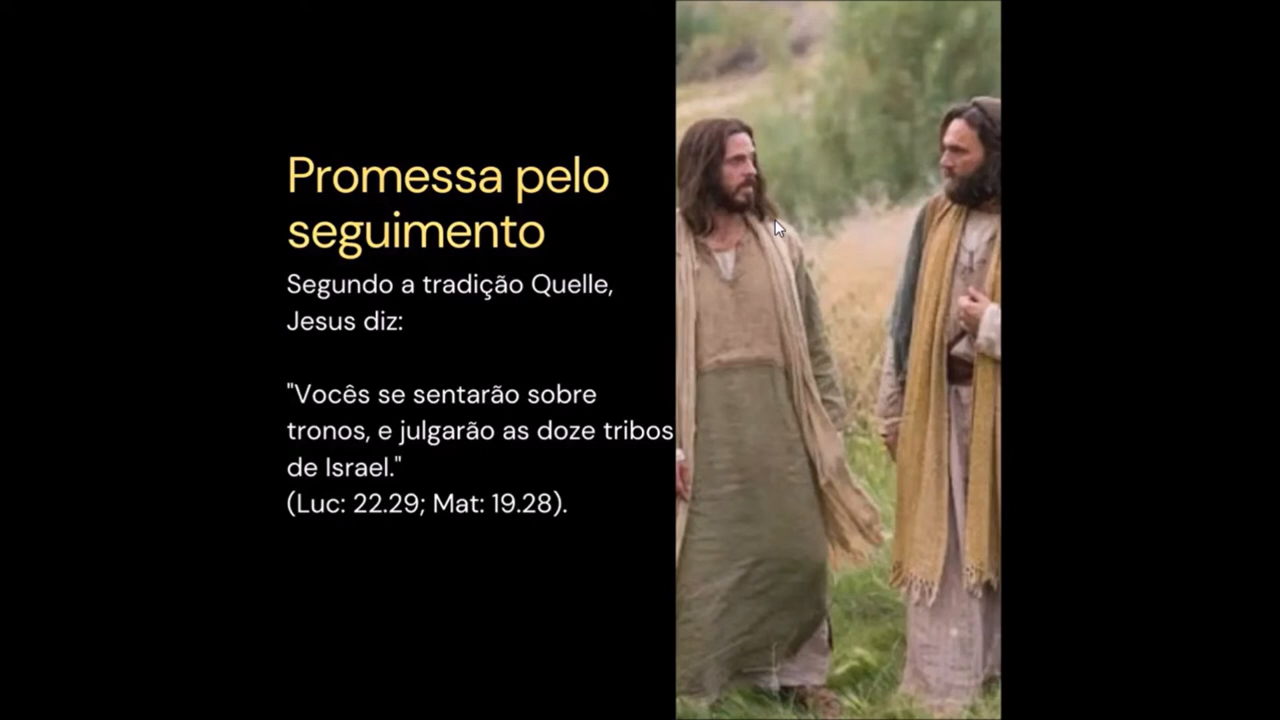 Promessa pelo
seguimento
Segundo a tradição Quelle,
Jesus diz:
"Vocês se sentarão sobre
tronos, e julgarão as doze tribos
de Israel."
(Luc: 22.29; Mat: 19.28).